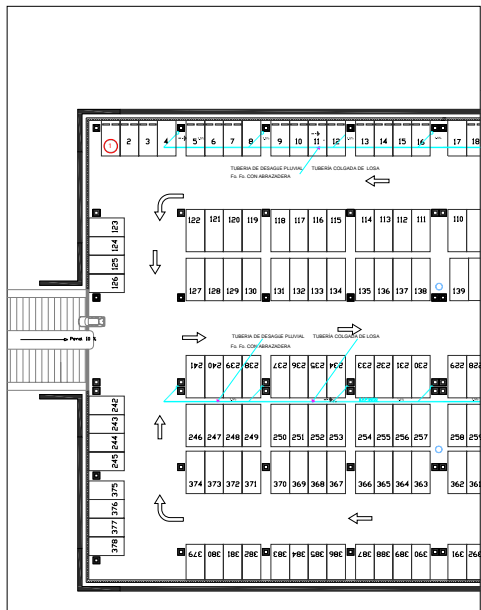 1 2 3 4 5 6 7 8 9 10 11 12 13 14 15 16 17 18
TUBERIA DE DESAGUE PLUVIAL TUBERÍA COLGADA DE LOSA
Fo. Fo. CON ABRAZADERA
123
124
125
126
122 121 120 119 118 117 116 115 114 113 112 111 110
127 128 129 130 131 132 133 134 135 136 137 138 139
Pend. 18 %
TUBERIA DE DESAGUE PLUVIAL TUBERÍA COLGADA DE LOSA
Fo. Fo. CON ABRAZADERA
241 240 239 238 237 236 235 234 233 232 231 230 229 228
242
243
244
245
246 247 248 249 250 251 252 253 254 255 256 257 258 259
374 373 372 371 370 369 368 367 366 365 364 363 362
375
376
377
378
379 380 381 382 383 384 385 386 387 388 389 390 391 392